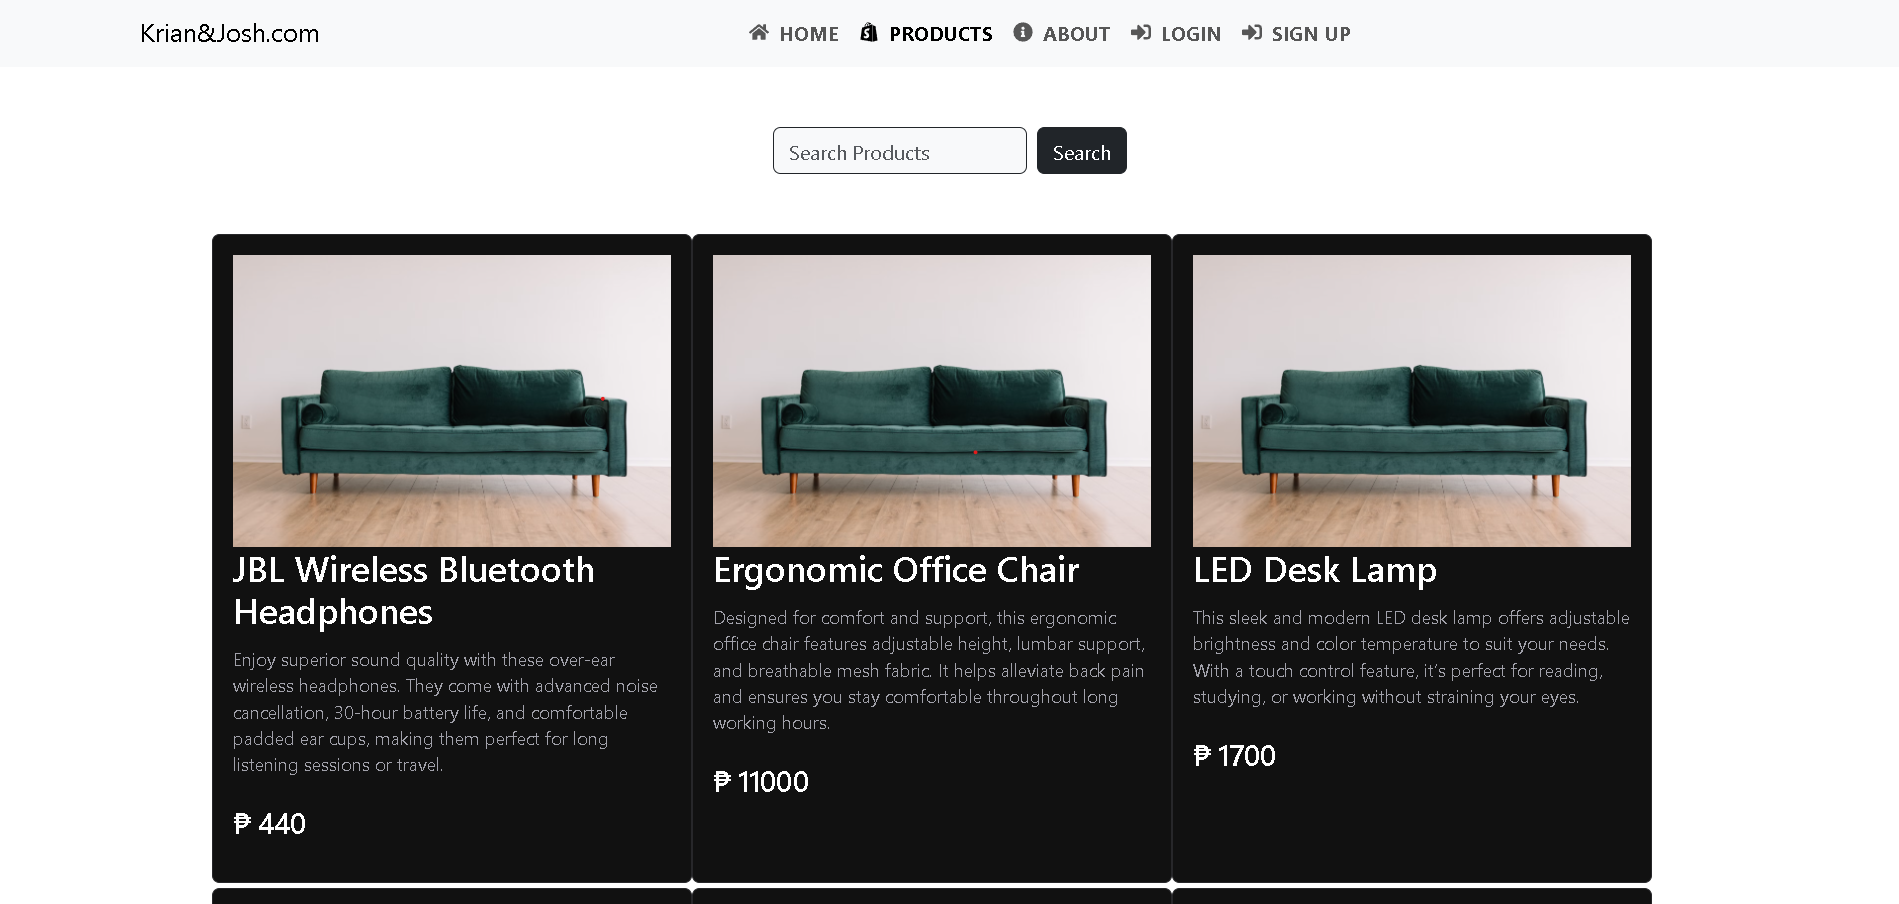 Krian&Josh.com
HOME PRODUCTS ABOUT LOGIN SIGN UP
Search Products Search
JBL Wireless Bluetooth
Headphones
Enjoy superior sound quality with these over-ear
wireless headphones. They come with advanced noise
cancellation, 30-hour battery life, and comfortable
padded ear cups, making them perfect for long
listening sessions or travel.
₱ 440
Ergonomic Office Chair
Designed for comfort and support, this ergonomic
office chair features adjustable height, lumbar support,
and breathable mesh fabric. It helps alleviate back pain
and ensures you stay comfortable throughout long
working hours.
₱ 11000
LED Desk Lamp
This sleek and modern LED desk lamp offers adjustable
brightness and color temperature to suit your needs.
With a touch control feature, it’s perfect for reading,
studying, or working without straining your eyes.
₱ 1700